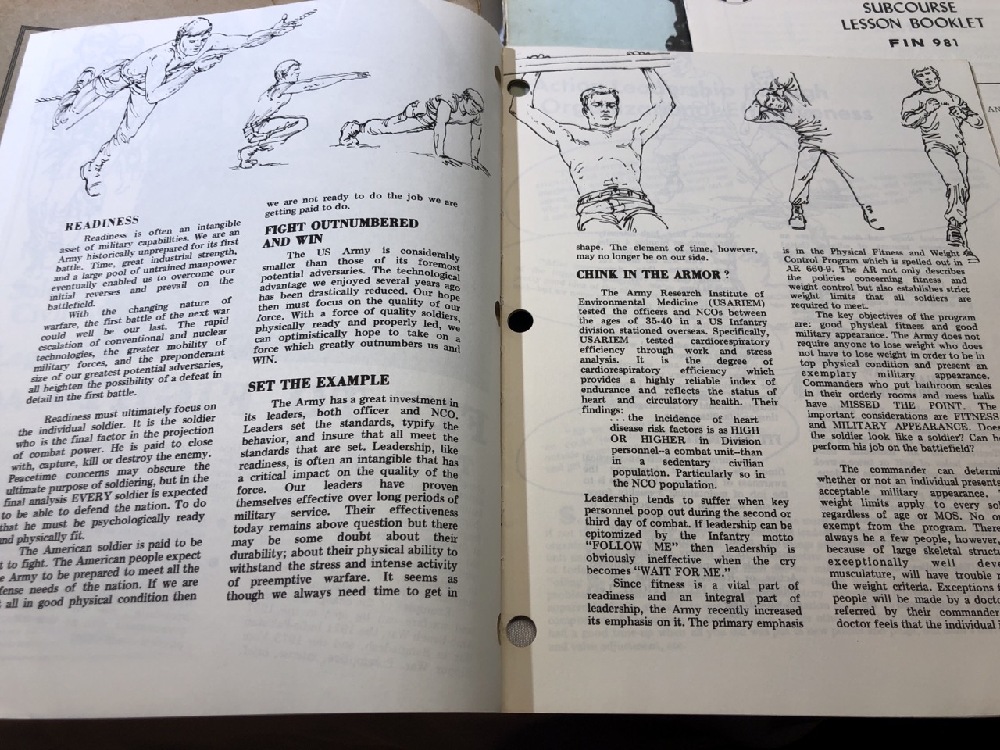 SUBCOURSE
LESSON BOOKLET
FIN 981
READINESS
Readiness is often an intangible
asset of military capabilities. We are an
Army historically unprepared for its first
battle. Time, great industrial strength,
and a large pool of untrained manpower
eventually enabled us to overcome our
initial reverses and prevail on the
battlefield.
With the changing nature of
warfare, the first battle of the next war
could well be our last. The rapid
escalation of conventional and nuclear
technologies, the greater mobility of
military forces, and the preponderant
size of our greatest potential adversaries,
all heighten the possibility of a defeat in
detail in the first battle.
Readiness must ultimately focus on
the individual soldier. It is the soldier
who is the final factor in the projection
of combat power. He is paid to close
with, capture, kill or destroy the enemy.
Peacetime concerns may obscure the
ultimate purpose of soldiering, but in the
final analysis EVERY soldier is expected
to be able to defend the nation. To do
that he must be psychologically ready
and physically fit.
The American soldier is paid to be
to fight. The American people expect
Army to be prepared to meet all the
needs of the nation. If we are
all in good physical condition then
we are not ready to do the job we are
getting paid to do.
FIGHT OUTNUMBERED
AND WIN
The US Army is considerably
smaller than those of its foremost
potential adversaries. The technological
advantage we enjoyed several years ago
has been drastically reduced. Our hope
then must focus on the quality of our
force. With a force of quality soldiers,
physically ready and properly led, we
can optimistically hope to take on a
force which greatly outnumbers us and
WIN.
SET THE EXAMPLE
The Army has a great investment in
its leaders, both officer and NCO.
Leaders set the standards, typify the
behavior, and insure that all meet the
standards that are set. Leadership, like
readiness, is often an intangible that has
a critical impact on the quality of the
force. Our leaders have proven
themselves effective over long periods of
military service. Their effectiveness
today remains above question but there
may be some doubt about their
durability; about their physical ability to
withstand the stress and intense activity
of preemptive warfare. It seems as
though we always need time to get in
shape. The element of time, however,
may no longer be on our side.
CHINK IN THE ARMOR?
The Army Research Institute of
Environmental Medicine (USARIEM)
tested the officers and NCOs between
the ages of 35-40 in a US Infantry
division stationed overseas. Specifically,
USARIEM tested cardiorespiratory
efficiency through work and stress
analysis. It is the degree of
cardiorespiratory efficiency which
provides a highly reliable index of
endurance and reflects the status of
heart and circulatory health. Their
findings:
. . . the incidence of heart
disease risk factors is as HIGH
OR HIGHER in Division
personnel--a combat unit--than
in a sedentary civilian
population. Particularly so in
the NCO population.
Leadership tends to suffer when key
personnel poop out during the second or
third day of combat. If leadership can be
epitomized by the Infantry motto
"FOLLOW ME" then leadership is
obviously ineffective when the cry
becomes "WAIT FOR ME."
Since fitness is a vital part of
readiness and an integral part of
leadership, the Army recently increased
its emphasis on it. The primary emphasis
is in the Physical Fitness and Weight
Control Program which is spelled out in
AR 600-9. The AR not only describes
the policies concerning fitness and
weight control but also establishes strict
weight limits that all soldiers are
required to meet.
The key objectives of the program
are: good physical fitness and good
military appearance. The Army does not
require anyone to lose weight who does
not have to lose weight in order to be in
top physical condition and present an
exemplary military appearance.
Commanders who put bathroom scales
in their orderly rooms and mess halls
have MISSED THE POINT. The
important considerations are FITNESS
and MILITARY APPEARANCE. Does
the soldier look like a soldier? Can he
perform his job on the battlefield?
The commander can
whether or not an individual presents
acceptable military appearance.
weight limits apply to every
regardless of age or MOS. No
exempt from the program. There
always be a few people, however,
because of large skeletal
exceptionally well
musculature, will have trouble
the weight criteria. Exceptions
people will be made by a
referred by their commander
doctor feels that the individual